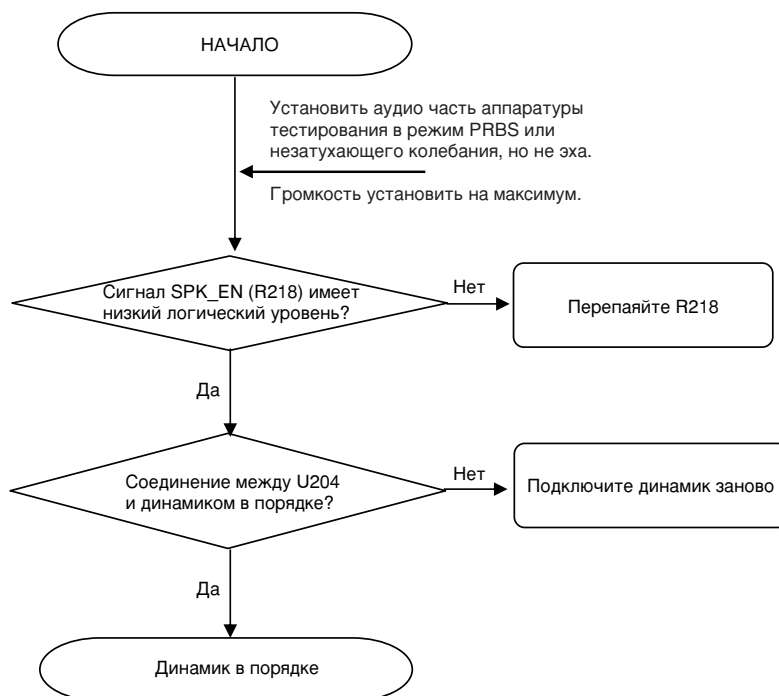 НАЧАЛО
Установить аудио часть аппаратуры
тестирования в режим PRBS или
незатухающего колебания, но не эха.
Громкость установить на максимум.
Сигнал SPK_EN (R218) имеет
низкий логический уровень?
Нет
Перепаяйте R218
Да
Соединение между U204
и динамиком в порядке?
Нет
Подключите динамик заново
Да
Динамик в порядке